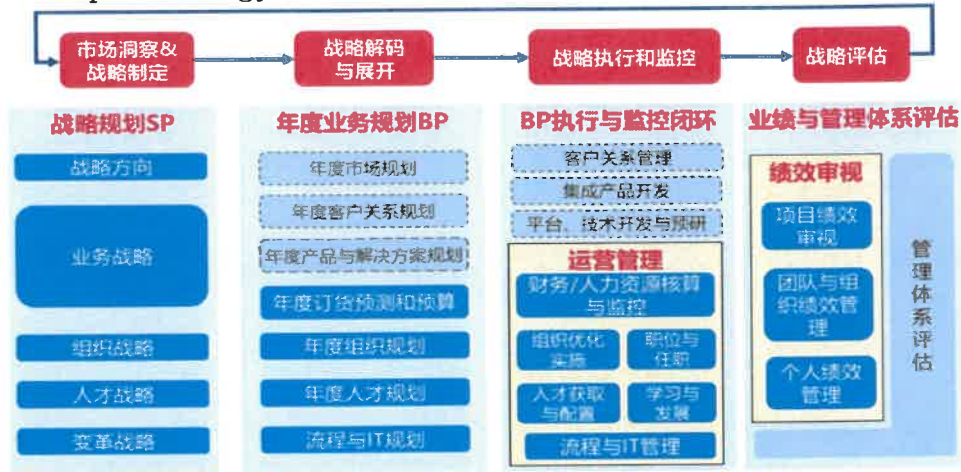 市场洞察&
战略制定
战略解码
与展开
战略执行和监控
战略评估
战略规划SP
战略方向
业务战略
组织战略
人才战略
变革战略
年度业务规划BP
年度市场规划
年度客户关系规划
年度产品与解决方案规划
年度订货预测和预算
年度组织规划
年度人才规划
流程与IT规划
BP执行与监控闭环
客户关系管理
集成产品开发
平台、技术开发与预研
运营管理
财务/人力资源核算
与监控
组织优化
实施
职位与
任职
人才获取
与配置
学习与
发展
流程与IT管理
业绩与管理体系评估
绩效审视
项目绩效
审视
团队与组
织绩效管
理
个人绩效
管理
管理体系评估